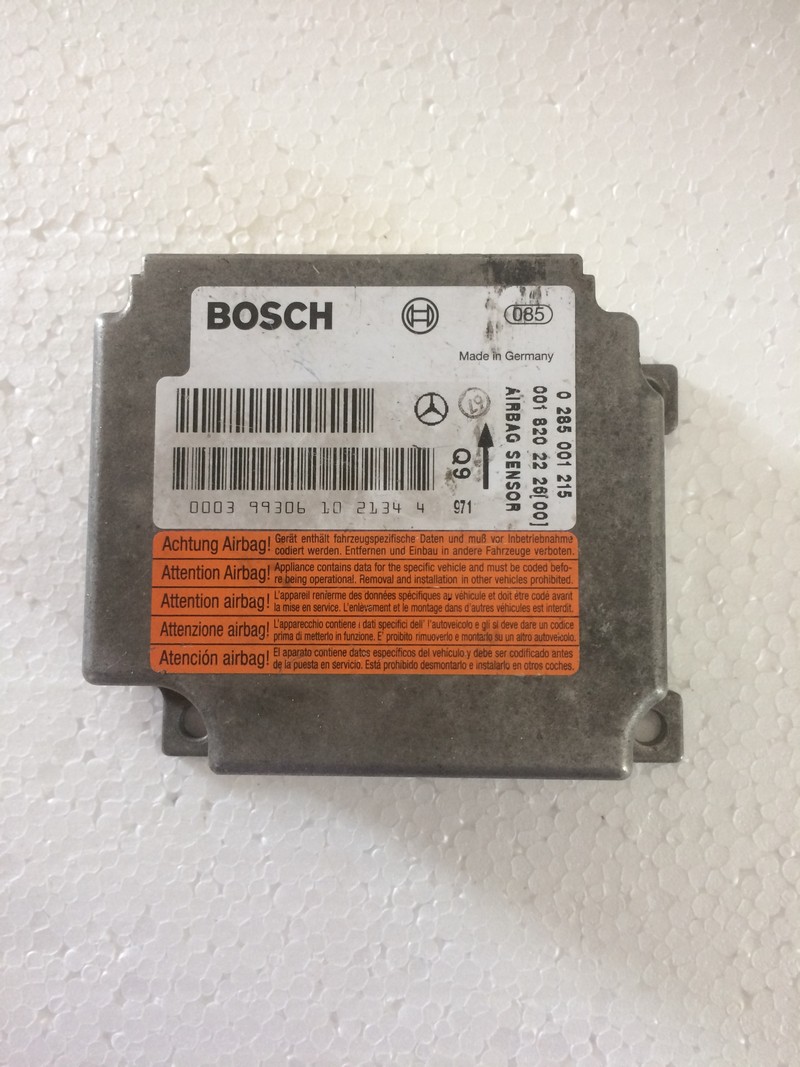 BOSCH
085
Made in Germany
0 285 001 215
001 820 22 26[00]
AIRBAG SENSOR
Q9
0003 99306 10 2134 4
971
Achtung Airbag! Gerät enthält fahrzeugspezifische Daten und muß vor Inbetriebnahme
codiert werden. Entfernen und Einbau in andere Fahrzeuge verboten.
Attention Airbag! Appliance contains data for the specific vehicle and must be coded befo-
re being operational. Removal and installation in other vehicles prohibited.
Attention airbag! L'appareil renferme des données spécifiques au véhicule et doit être codé avant
la mise en service. L'enlèvement et le montage dans d'autres véhicules est interdit.
Attenzione airbag! L'apparecchio contiene i dati specifici dell' l'autoveicolo e gli si deve dare un codice
prima di metterlo in funzione. E' proibito rimuoverlo e montarlo su un altro autoveicolo.
Atención airbag! El aparato contiene datos específicos del vehículo y debe ser codificado antes
de la puesta en servicio. Está prohibido desmontarlo e instalarlo en otros coches.